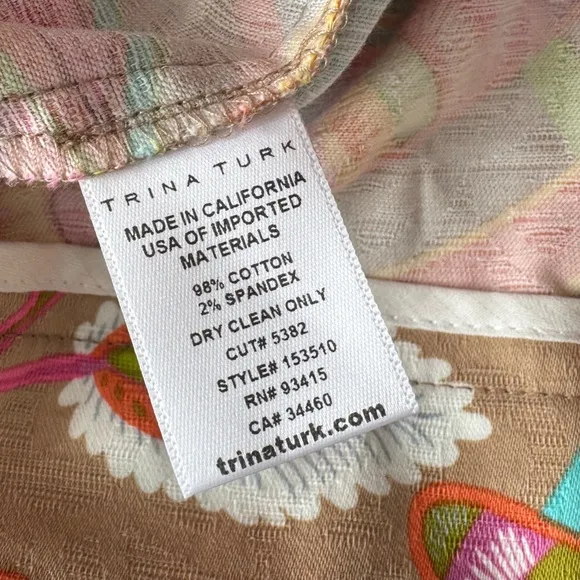 TRINA TURK
MADE IN CALIFORNIA
USA OF IMPORTED
MATERIALS
98% COTTON
2% SPANDEX
DRY CLEAN ONLY
CUT# 5382
STYLE# 153510
RN# 93415
CA# 34460
trinaturk.com